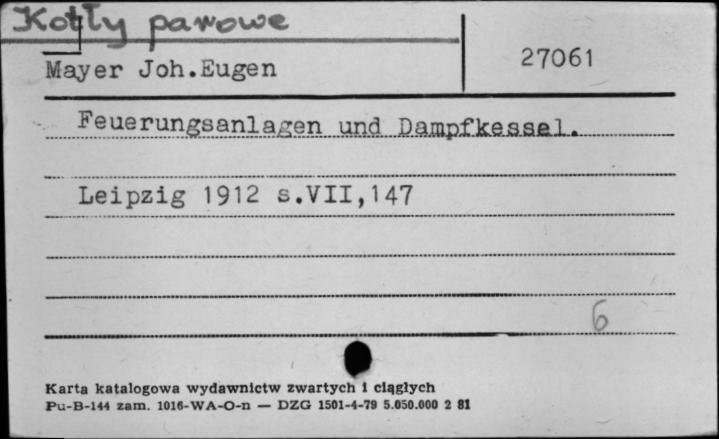 Kotły parowe
Mayer Joh.Eugen
27061
Feuerungsanlagen und Dampfkessel.
Leipzig 1912 s.VII,147
6
Karta katalogowa wydawnictw zwartych i ciągłych
Pu-B-144 zam. 1016-WA-O-n — DZG 1501-4-79 5.050.000 2 81